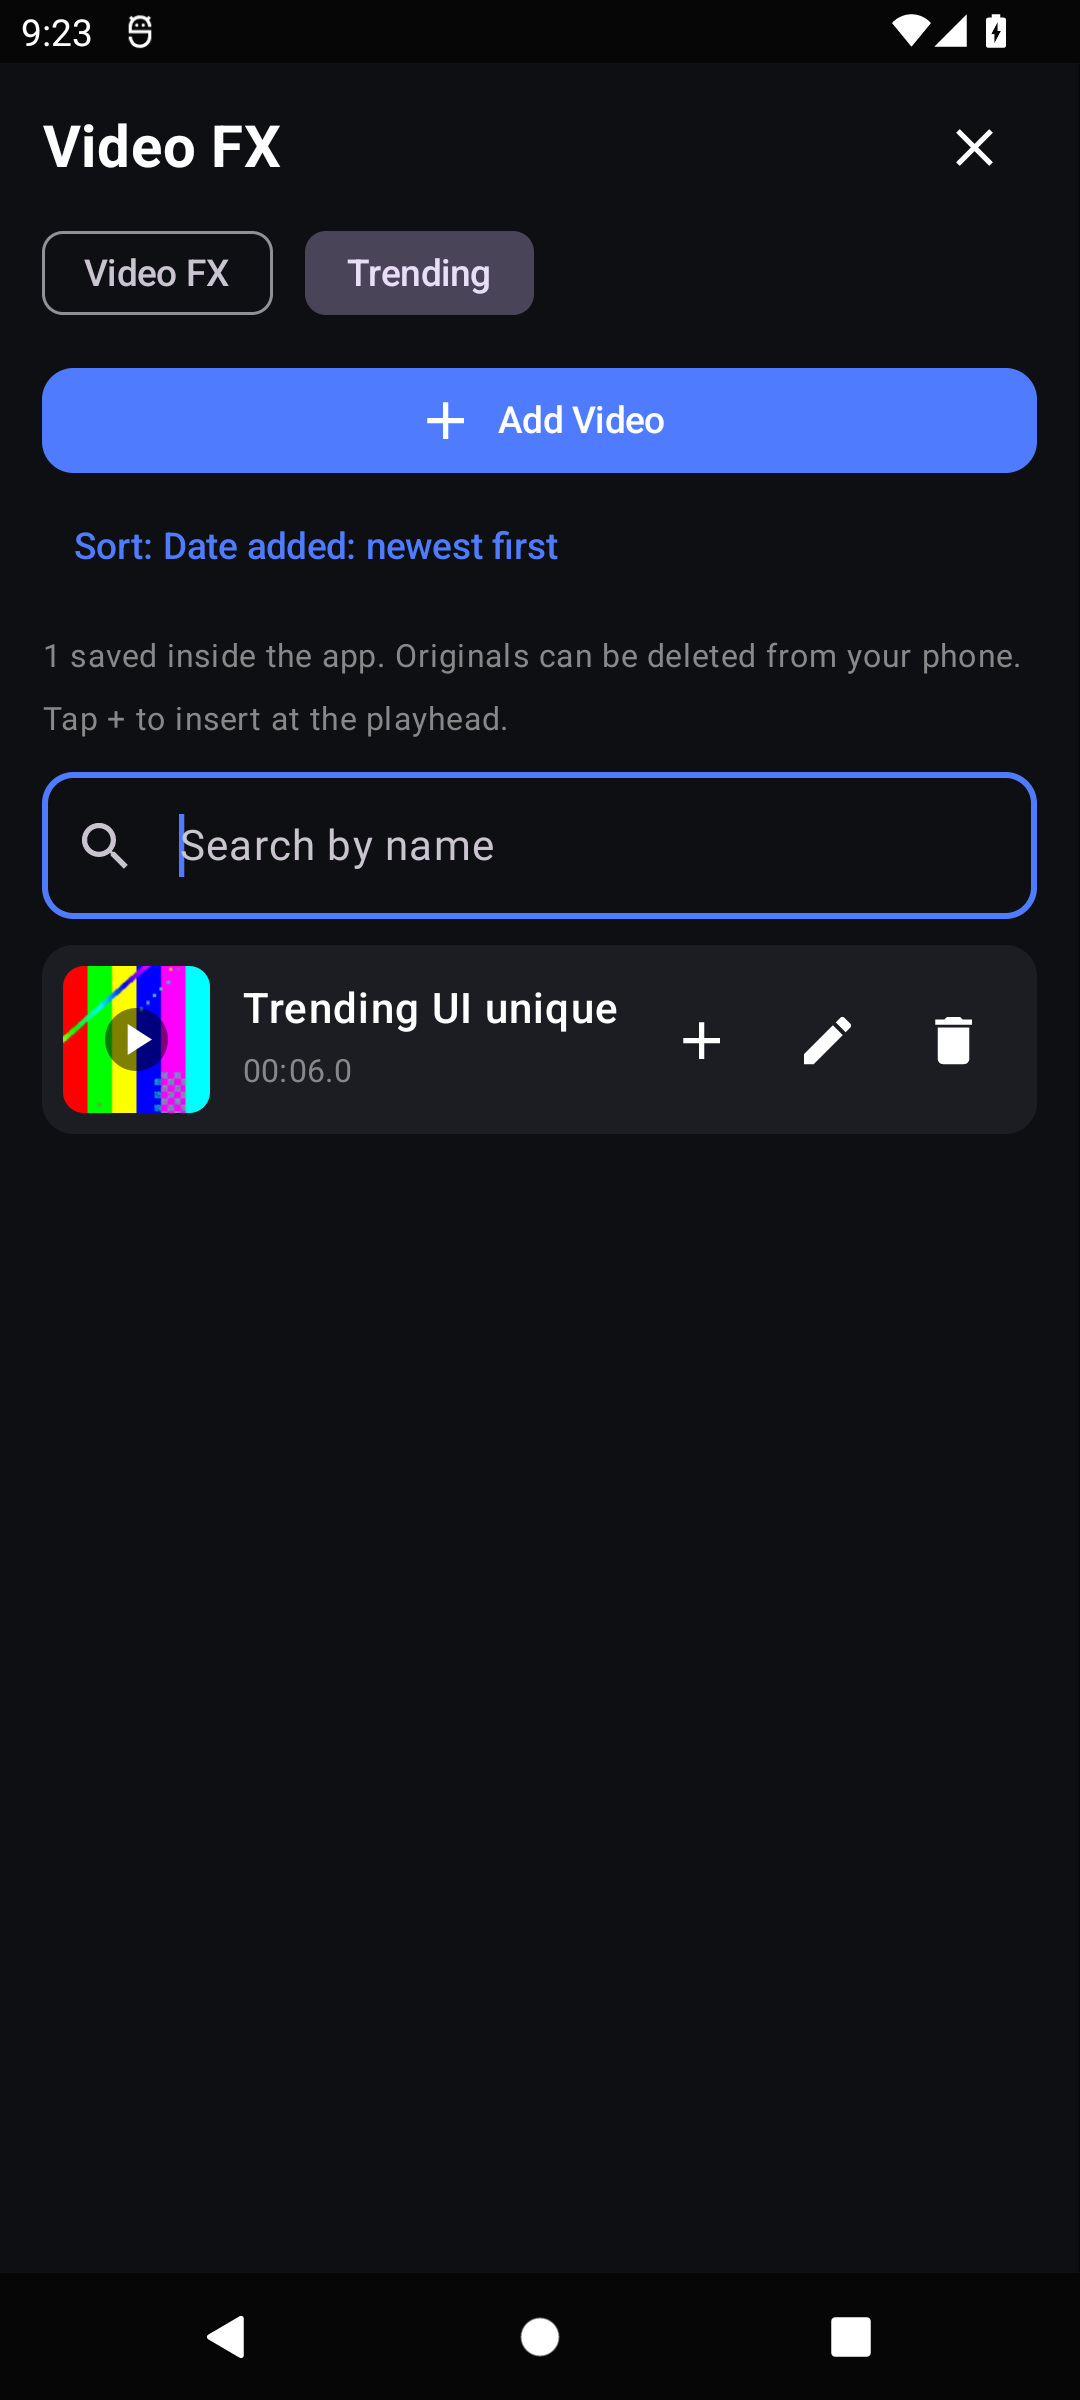 9:23
Video FX
Video FX
Trending
Add Video
Sort: Date added: newest first
1 saved inside the app. Originals can be deleted from your phone.
Tap + to insert at the playhead.
Search by name
Trending UI unique
00:06.0